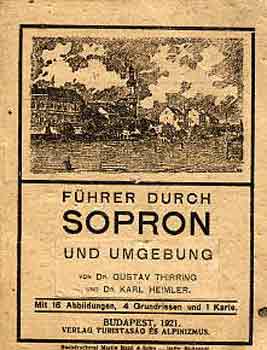 FÜHRER DURCH
SOPRON
UND UMGEBUNG
VON DR. GUSTAV THIRRING
UND DR. KARL HEIMLER.
Mit 16 Abbildungen, 4 Grundrissen und 1 Karte.
BUDAPEST, 1921.
VERLAG TURISTASÁG ÉS ALPINIZMUS.